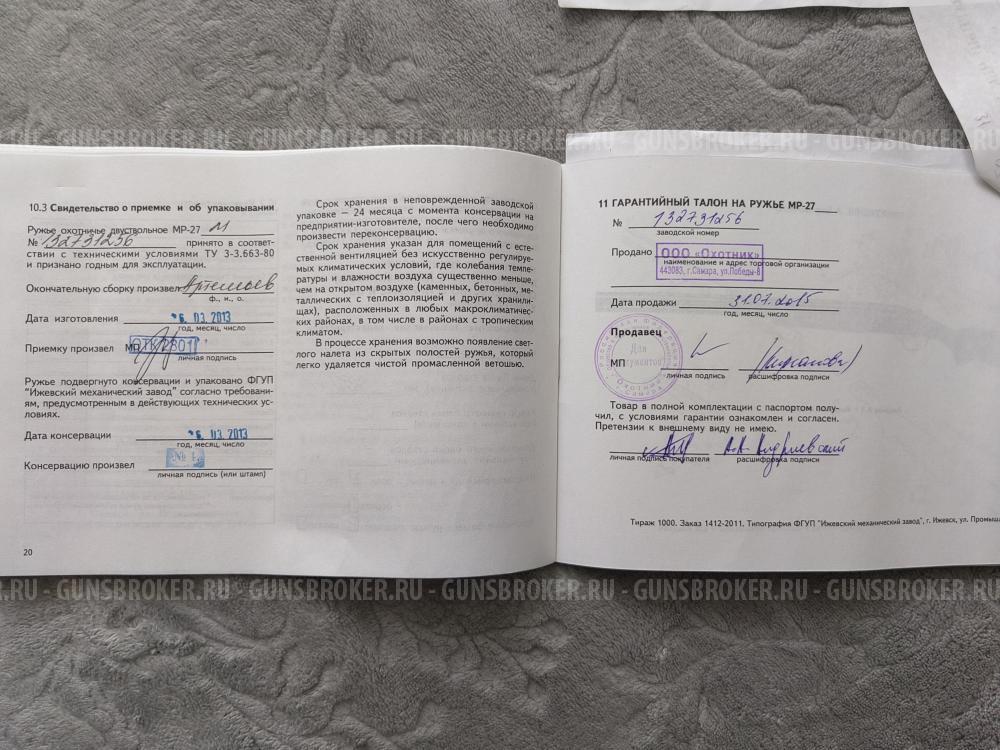 GUNSBROKER.RU - GUNSBROKER.RU - GUNSBROKER.RU - GUNSBROKER.RU - GUNSBROKER.RU
10.3 Свидетельство о приемке и об упаковывании
Ружье охотничье двуствольное МР-27 М
№ 132731256 принято в соответ-
ствии с техническими условиями ТУ 3-3.663-80
и признано годным для эксплуатации.
Окончательную сборку произвел Артемьев
ф., и., о.
Дата изготовления 6. 03. 2013
год, месяц, число
Приемку произвел МП ОТК
личная подпись
Ружье подвергнуто консервации и упаковано ФГУП
"Ижевский механический завод" согласно требовани-
ям, предусмотренным в действующих технических ус-
ловиях.
Дата консервации 6. 03. 2013
год, месяц, число
Консервацию произвел №
личная подпись (или штамп)
20
Срок хранения в неповрежденной заводской
упаковке — 24 месяца с момента консервации на
предприятии-изготовителе, после чего необходимо
произвести переконсервацию.
Срок хранения указан для помещений с есте-
ственной вентиляцией без искусственно регулируе-
мых климатических условий, где колебания темпе-
ратуры и влажности воздуха существенно меньше,
чем на открытом воздухе (каменных, бетонных, ме-
таллических с теплоизоляцией и других хранили-
щах), расположенных в любых макроклиматичес-
ких районах, в том числе в районах с тропическим
климатом.
В процессе хранения возможно появление свет-
лого налета из скрытых полостей ружья, который
легко удаляется чистой промасленной ветошью.
11 ГАРАНТИЙНЫЙ ТАЛОН НА РУЖЬЕ МР-27
№ 132731256
заводской номер
Продано ООО «Охотник»
наименование и адрес торговой организации
443083, г.Самара, ул.Победы-8
Дата продажи 31.07.2015
год, месяц, число
Продавец
Для документов
Охотник
г. Самара
МП
личная подпись расшифровка подписи
Товар в полной комплектации с паспортом полу-
чил, с условиями гарантии ознакомлен и согласен.
Претензии к внешнему виду не имею.
А.А. Андриевский
личная подпись покупателя расшифровка подписи
Тираж 1000. Заказ 1412-2011. Типография ФГУП "Ижевский механический завод", г. Ижевск, ул. Промыш
.RU - GUNSBROKER.RU - GUNSBROKER.RU - GUNSBROKER.RU - GUNSBROKER.RU - GUNSBROKER.RU